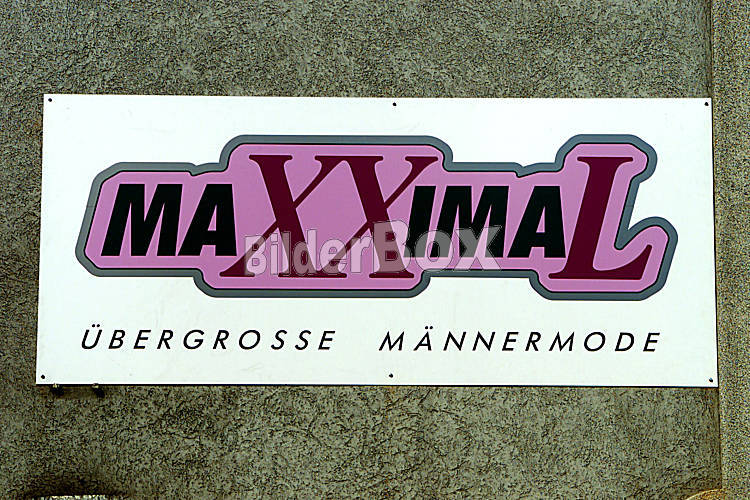 MAXXIMAL
BilderBox
ÜBERGROSSE MÄNNERMODE